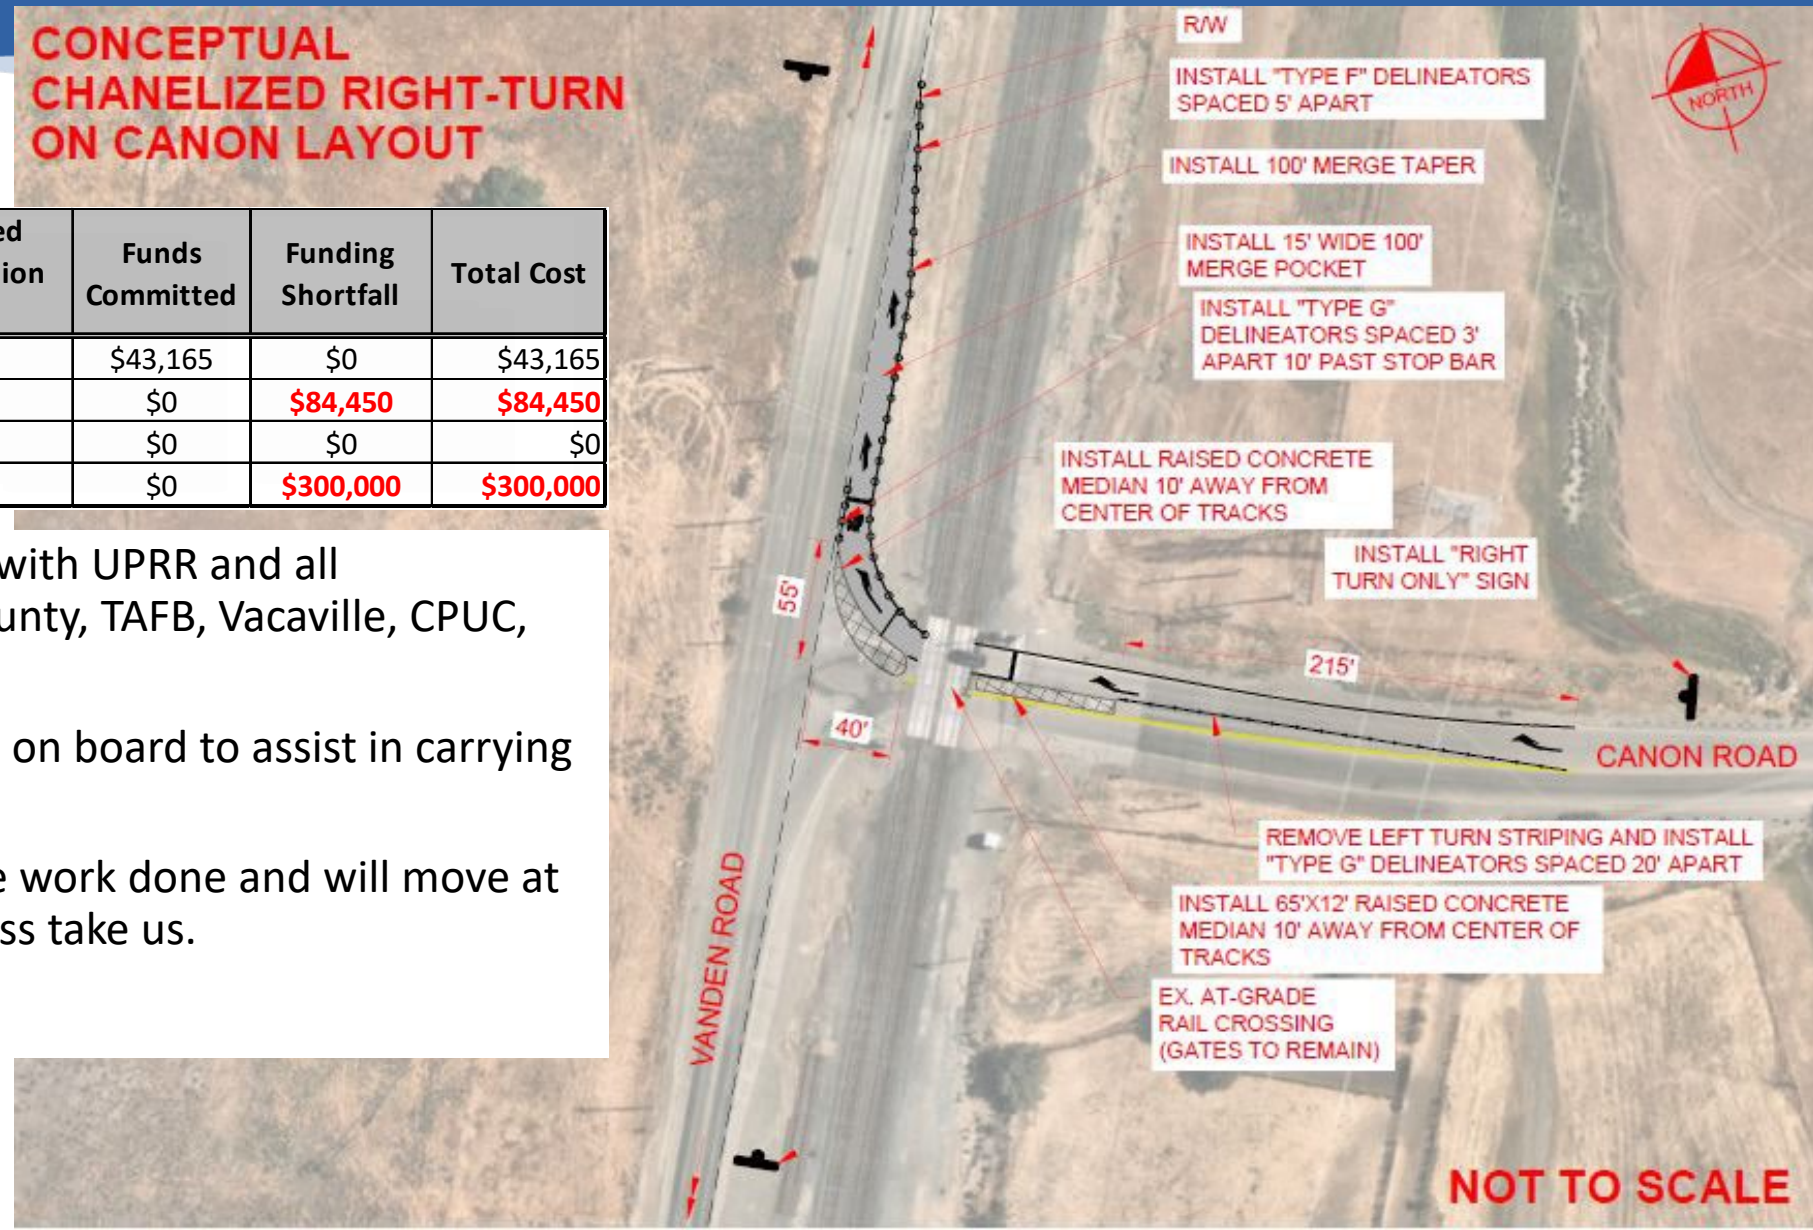 CONCEPTUAL
CHANELIZED RIGHT-TURN
ON CANON LAYOUT
ed
ion
Funds
Committed
Funding
Shortfall
Total Cost
$43,165 $0 $43,165
$0 $84,450 $84,450
$0 $0 $0
$0 $300,000 $300,000
with UPRR and all
unty, TAFB, Vacaville, CPUC,
on board to assist in carrying
e work done and will move at
ss take us.
R/W
INSTALL "TYPE F" DELINEATORS
SPACED 5' APART
INSTALL 100' MERGE TAPER
INSTALL 15' WIDE 100'
MERGE POCKET
INSTALL "TYPE G"
DELINEATORS SPACED 3'
APART 10' PAST STOP BAR
INSTALL RAISED CONCRETE
MEDIAN 10' AWAY FROM
CENTER OF TRACKS
INSTALL "RIGHT
TURN ONLY" SIGN
NORTH
55'
40'
215'
CANON ROAD
VANDEN ROAD
REMOVE LEFT TURN STRIPING AND INSTALL
"TYPE G" DELINEATORS SPACED 20' APART
INSTALL 65'X12' RAISED CONCRETE
MEDIAN 10' AWAY FROM CENTER OF
TRACKS
EX. AT-GRADE
RAIL CROSSING
(GATES TO REMAIN)
NOT TO SCALE